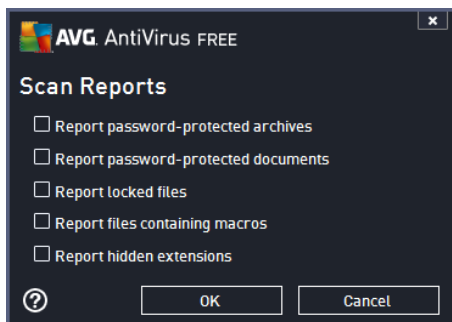 AVG. AntiVirus FREE
Scan Reports
Report password-protected archives
Report password-protected documents
Report locked files
Report files containing macros
Report hidden extensions
? OK Cancel